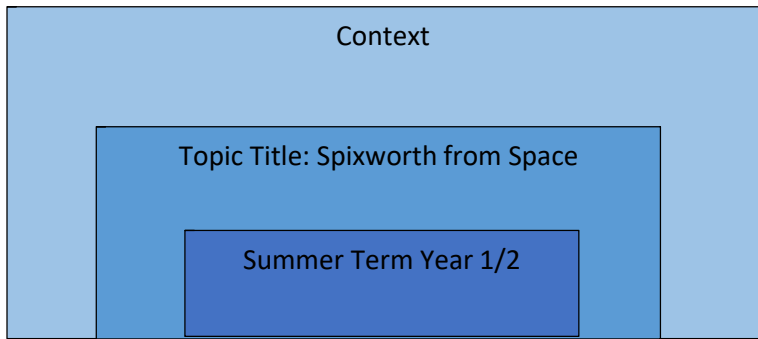 Context
Topic Title: Spixworth from Space
Summer Term Year 1/2